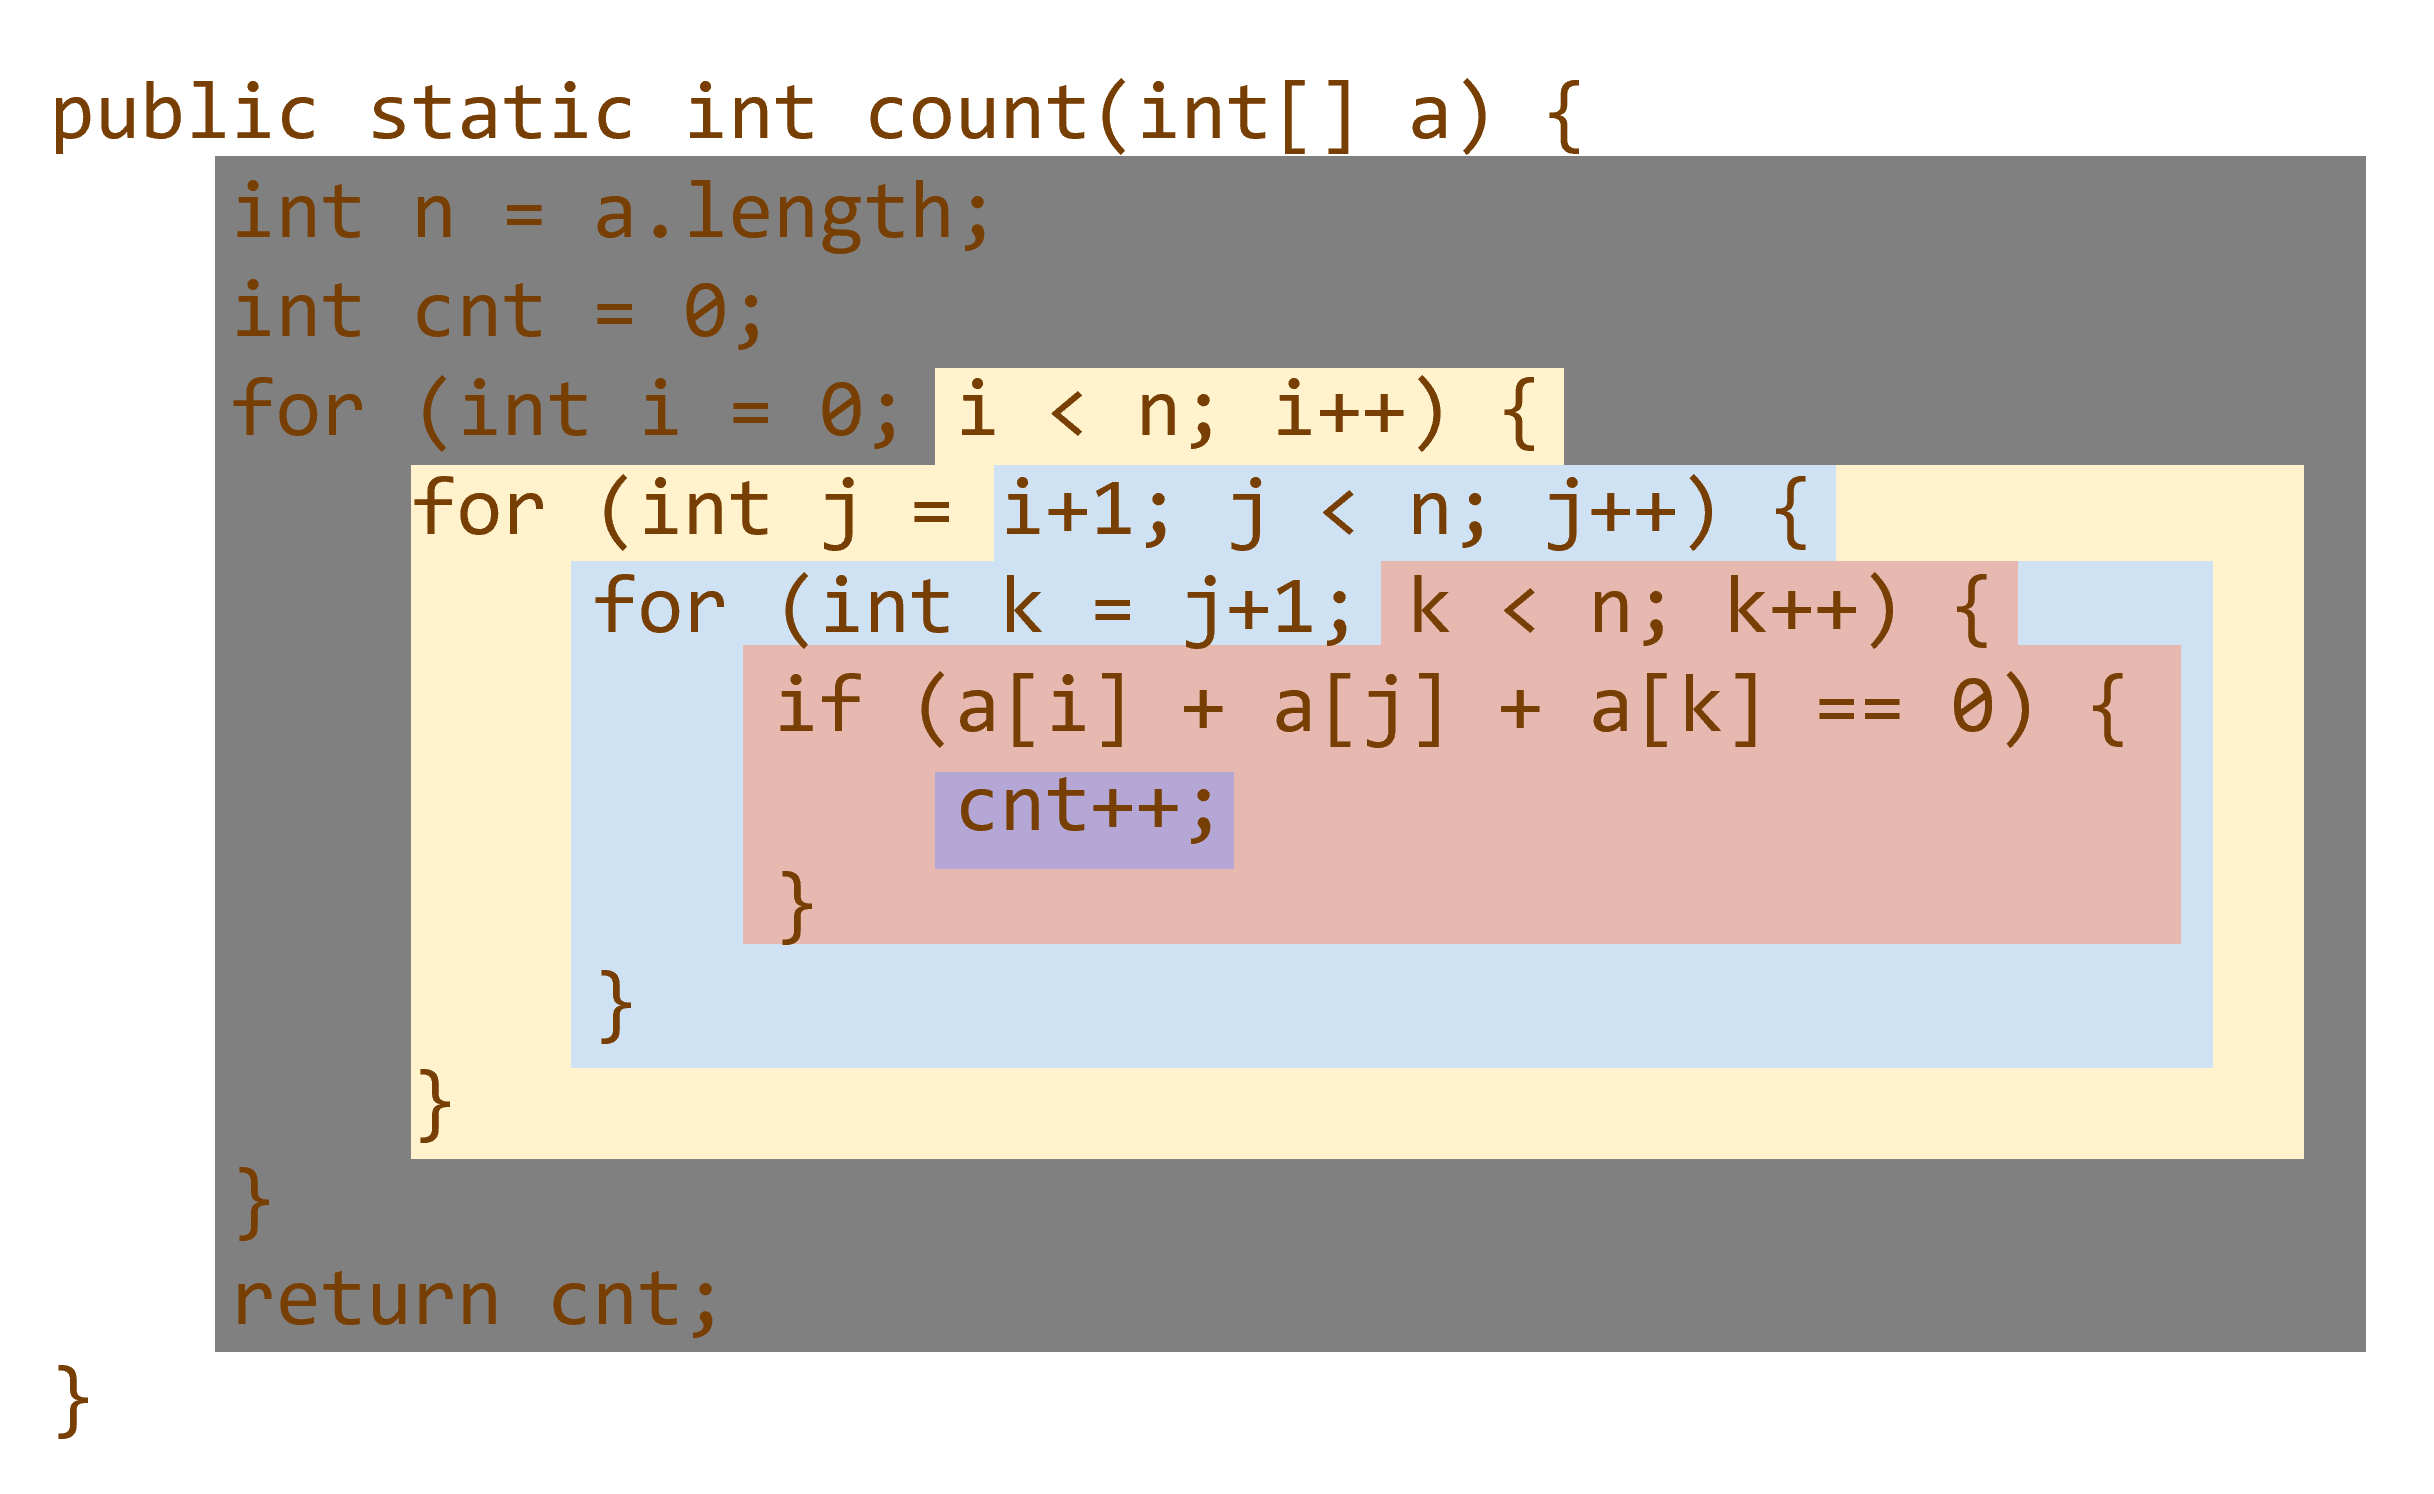 public static int count(int[] a) {
int n = a.length;
int cnt = 0;
for (int i = 0; i < n; i++) {
for (int j = i+1; j < n; j++) {
for (int k = j+1; k < n; k++) {
if (a[i] + a[j] + a[k] == 0) {
cnt++;
}
}
}
}
return cnt;
}